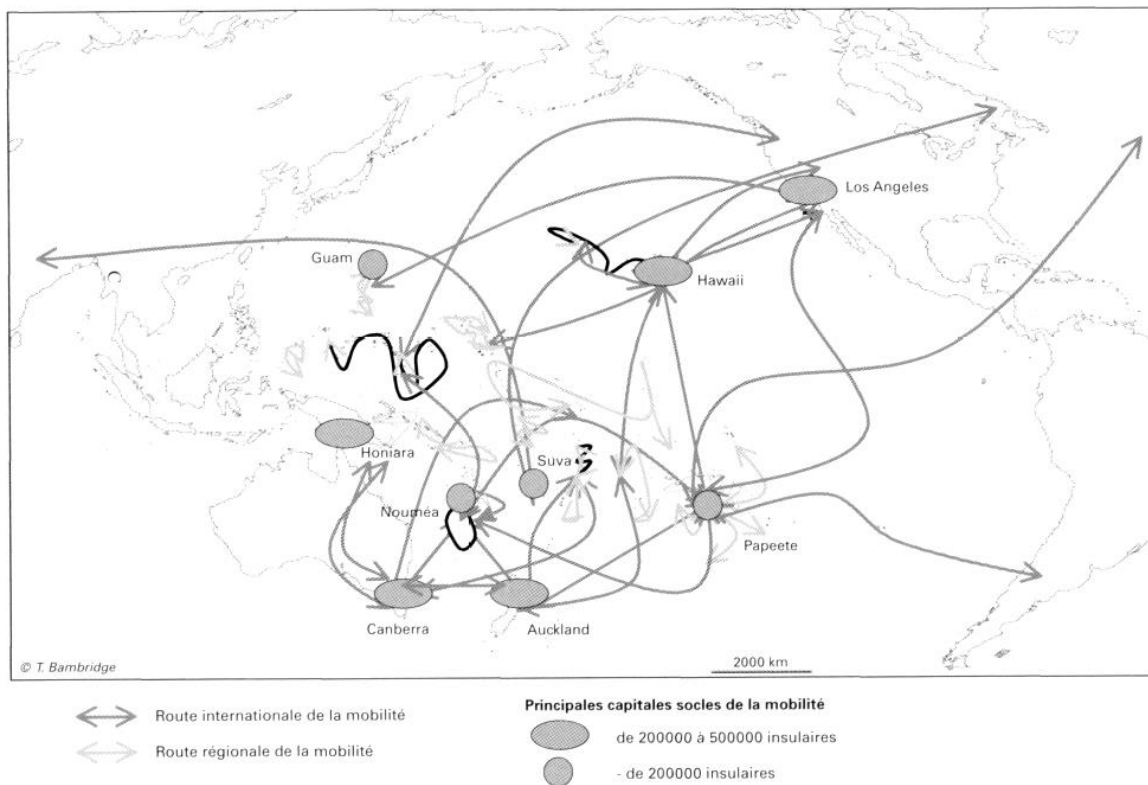 Los Angeles
Guam
Hawaii
Honiara
Suva
Nouméa
Papeete
Canberra
Auckland
© T. Bambridge
2000 km
Route internationale de la mobilité
Route régionale de la mobilité
Principales capitales socles de la mobilité
de 200000 à 500000 insulaires
- de 200000 insulaires